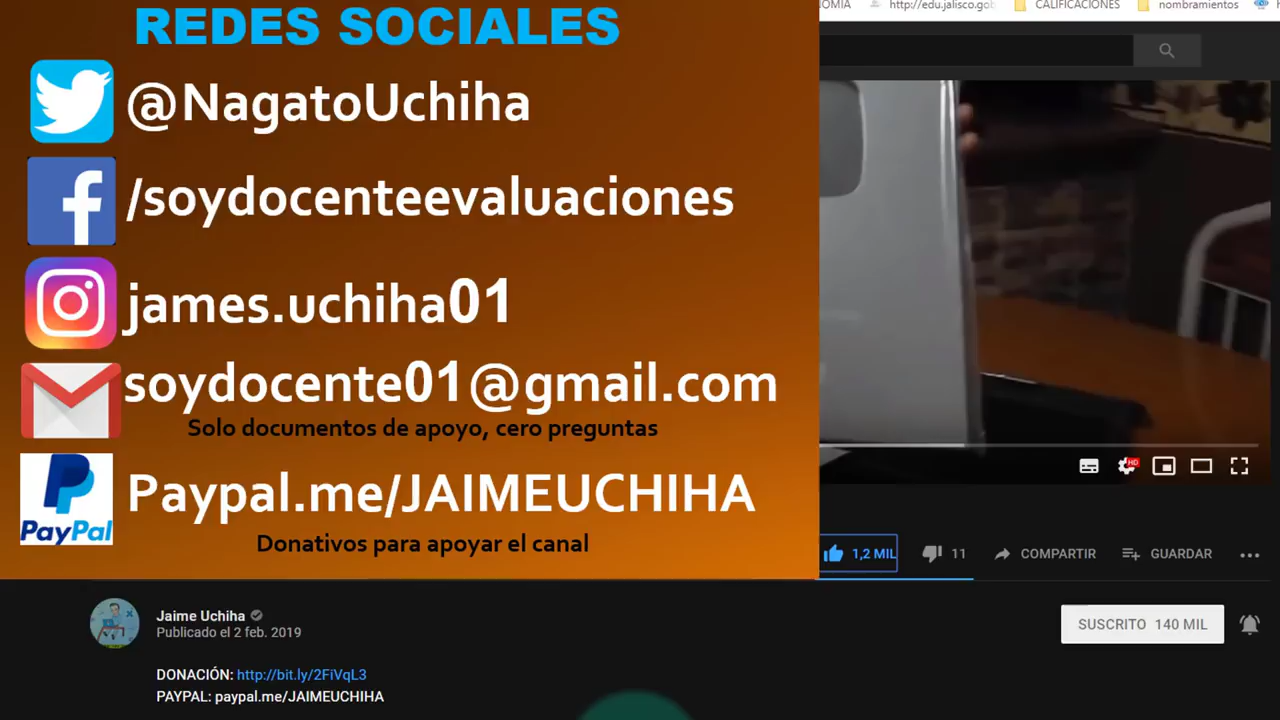 REDES SOCIALES
@NagatoUchiha
/soydocenteevaluaciones
james.uchiha01
soydocente01@gmail.com
Solo documentos de apoyo, cero preguntas
PayPal
Paypal.me/JAIMEUCHIHA
Donativos para apoyar el canal
http://edu.jalisco.gob
CALIFICACIONES
nombramientos
HD
1,2 MIL
11
COMPARTIR
GUARDAR
Jaime Uchiha
Publicado el 2 feb. 2019
SUSCRITO 140 MIL
DONACIÓN: http://bit.ly/2FiVqL3
PAYPAL: paypal.me/JAIMEUCHIHA